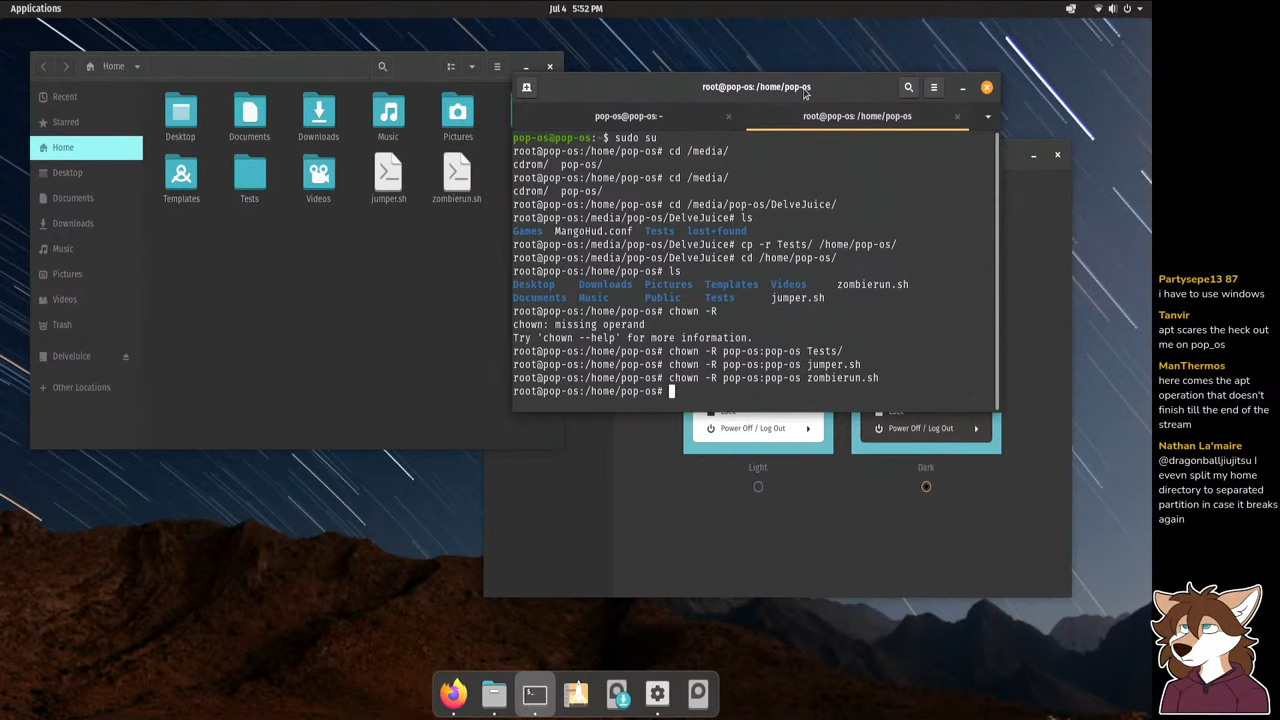 Applications
Jul 4  5:52 PM
Home
Recent
Starred
Home
Desktop
Documents
Downloads
Music
Pictures
Videos
Trash
DelveJuice
Other Locations
Desktop
Documents
Downloads
Music
Pictures
Templates
Tests
Videos
jumper.sh
zombierun.sh
root@pop-os: /home/pop-os
pop-os@pop-os: ~
root@pop-os: /home/pop-os
pop-os@pop-os:~$ sudo su
root@pop-os:/home/pop-os# cd /media/
cdrom/  pop-os/
root@pop-os:/home/pop-os# cd /media/
cdrom/  pop-os/
root@pop-os:/home/pop-os# cd /media/pop-os/DelveJuice/
root@pop-os:/media/pop-os/DelveJuice# ls
Games  MangoHud.conf  Tests  lost+found
root@pop-os:/media/pop-os/DelveJuice# cp -r Tests/ /home/pop-os/
root@pop-os:/media/pop-os/DelveJuice# cd /home/pop-os/
root@pop-os:/home/pop-os# ls
Desktop    Downloads  Pictures  Templates  Videos     zombierun.sh
Documents  Music      Public    Tests      jumper.sh
root@pop-os:/home/pop-os# chown -R
chown: missing operand
Try 'chown --help' for more information.
root@pop-os:/home/pop-os# chown -R pop-os:pop-os Tests/
root@pop-os:/home/pop-os# chown -R pop-os:pop-os jumper.sh
root@pop-os:/home/pop-os# chown -R pop-os:pop-os zombierun.sh
root@pop-os:/home/pop-os#
Power Off / Log Out
Power Off / Log Out
Light
Dark
Partysepe13 87
i have to use windows
Tanvir
apt scares the heck out
me on pop_os
ManThermos
here comes the apt
operation that doesn't
finish till the end of the
stream
Nathan La'maire
@dragonballjiujitsu I
evevn split my home
directory to separated
partition in case it breaks
again